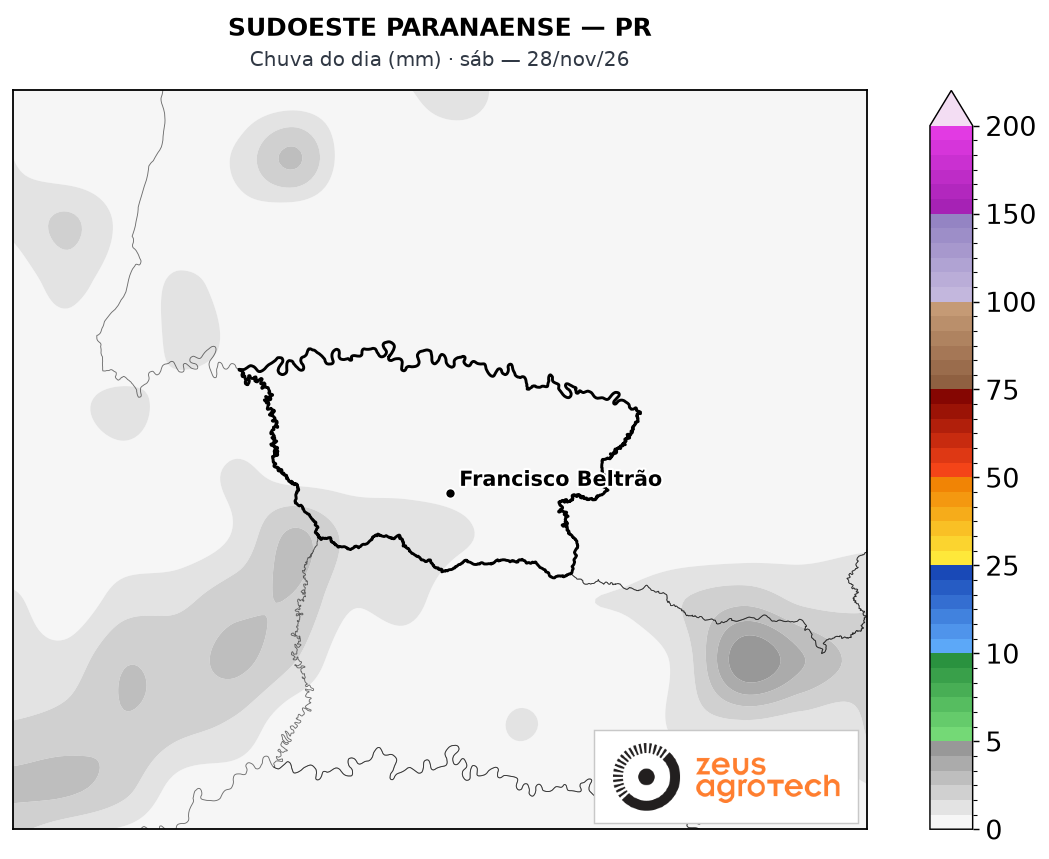 SUDOESTE PARANAENSE — PR
Chuva do dia (mm) · sáb — 28/nov/26
200
150
100
75
50
25
10
5
0
Francisco Beltrão
zeus
agrotech